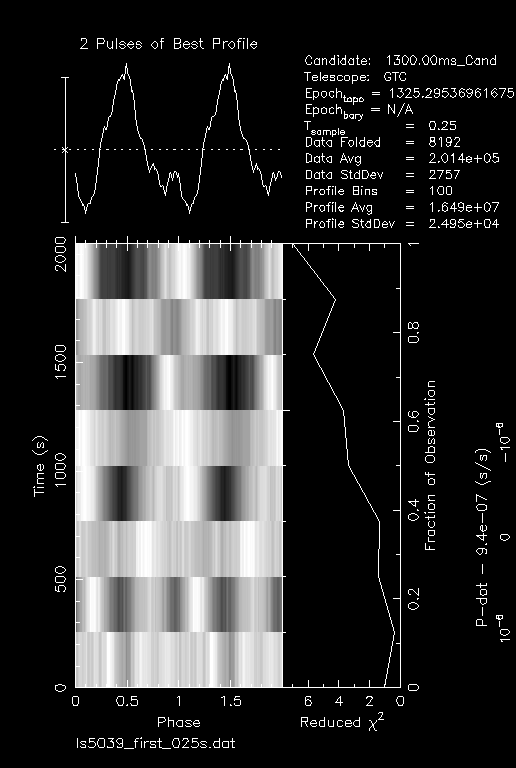 2 Pulses of Best Profile
Candidate: 1300.00ms_Cand
Telescope: GTC
Epoch_topo = 1325.29536961675
Epoch_bary = N/A
T_sample = 0.25
Data Folded = 8192
Data Avg = 2.014e+05
Data StdDev = 2757
Profile Bins = 100
Profile Avg = 1.649e+07
Profile StdDev = 2.495e+04
2000
1500
1000
500
0
Time (s)
0 0.5 1 1.5
Phase
1
0.8
0.6
0.4
0.2
0
Fraction of Observation
6 4 2 0
Reduced χ²
−10⁻⁶
0
10⁻⁶
P−dot − 9.4e−07 (s/s)
ls5039_first_025s.dat